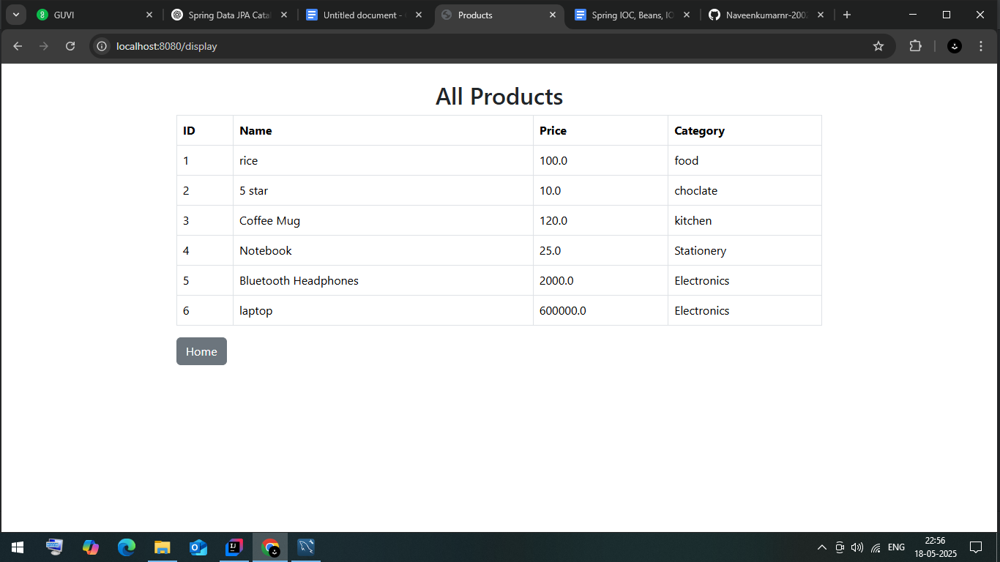 GUVI
Spring Data JPA Cata
Untitled document -
Products
Spring IOC, Beans, IO
Naveenkumarnr-200
localhost:8080/display
All Products
ID Name Price Category
1 rice 100.0 food
2 5 star 10.0 choclate
3 Coffee Mug 120.0 kitchen
4 Notebook 25.0 Stationery
5 Bluetooth Headphones 2000.0 Electronics
6 laptop 600000.0 Electronics
Home
ENG
22:56
18-05-2025